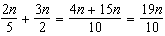 2n/5 + 3n/2 = (4n + 15n)/10 = 19n/10